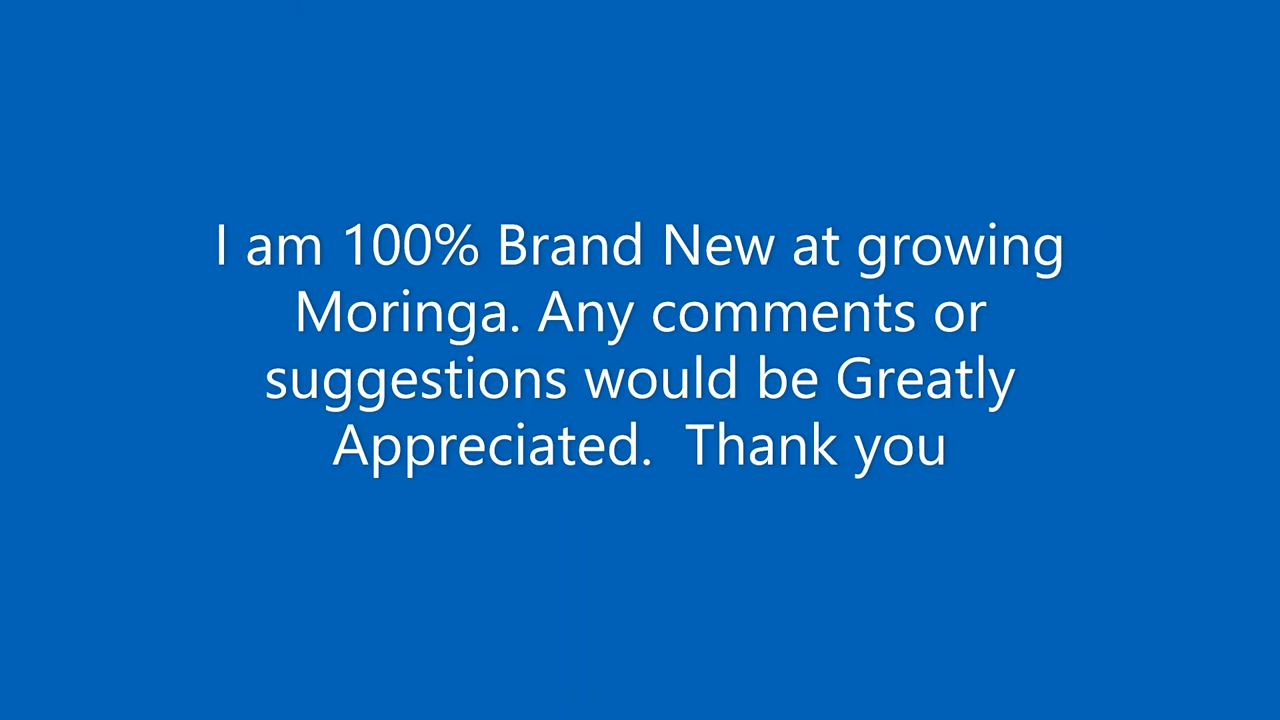 I am 100% Brand New at growing
Moringa. Any comments or
suggestions would be Greatly
Appreciated.  Thank you